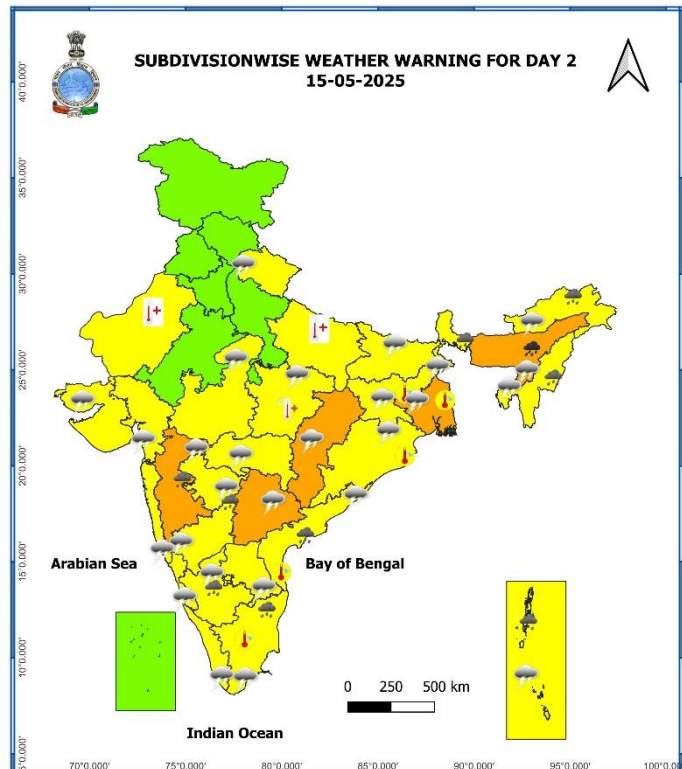 SUBDIVISIONWISE WEATHER WARNING FOR DAY 2
15-05-2025
40°0.000'
35°0.000'
30°0.000'
25°0.000'
20°0.000'
Arabian Sea
Bay of Bengal
15°0.000'
10°0.000'
0 250 500 km
Indian Ocean
5°0.000'
70°0.000' 75°0.000' 80°0.000' 85°0.000' 90°0.000' 95°0.000' 100°0.000'